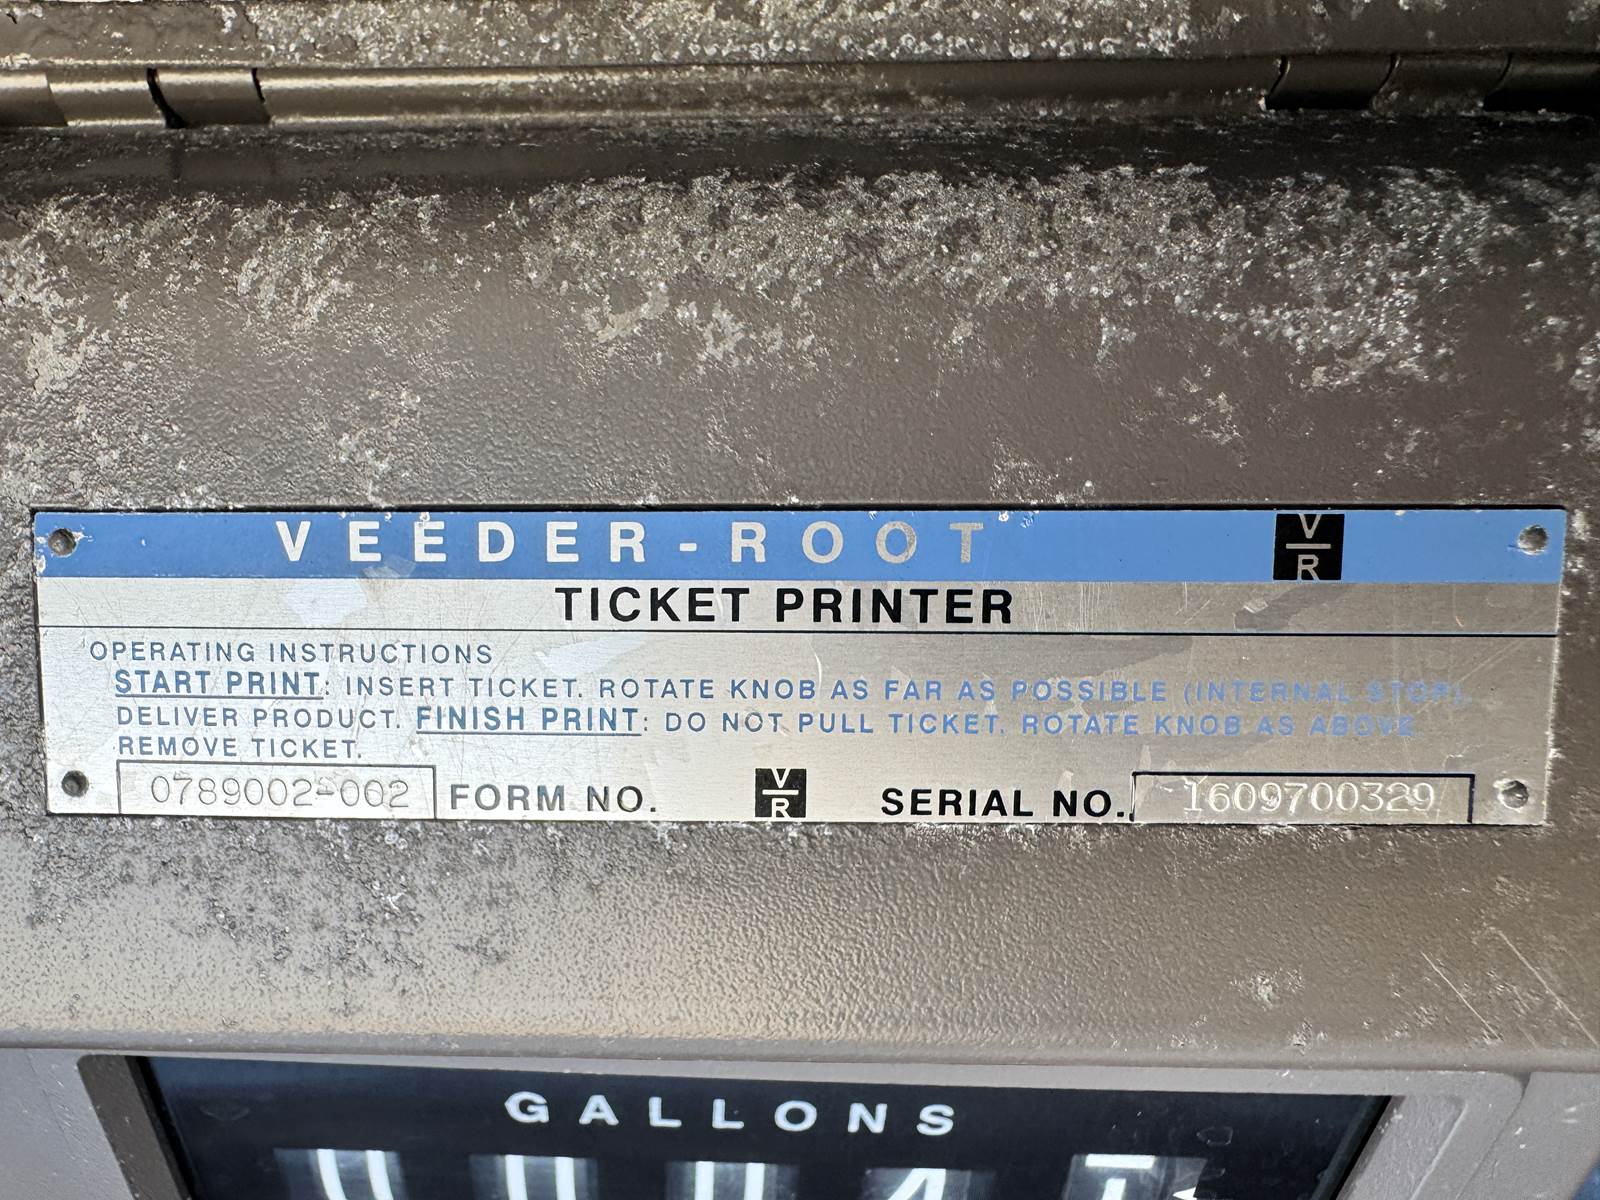 VEEDER-ROOT V/R
TICKET PRINTER
OPERATING INSTRUCTIONS
START PRINT: INSERT TICKET. ROTATE KNOB AS FAR AS POSSIBLE (INTERNAL STOP).
DELIVER PRODUCT. FINISH PRINT: DO NOT PULL TICKET. ROTATE KNOB AS ABOVE
REMOVE TICKET.
0789002-002 FORM NO. V/R SERIAL NO. 1609700329
GALLONS